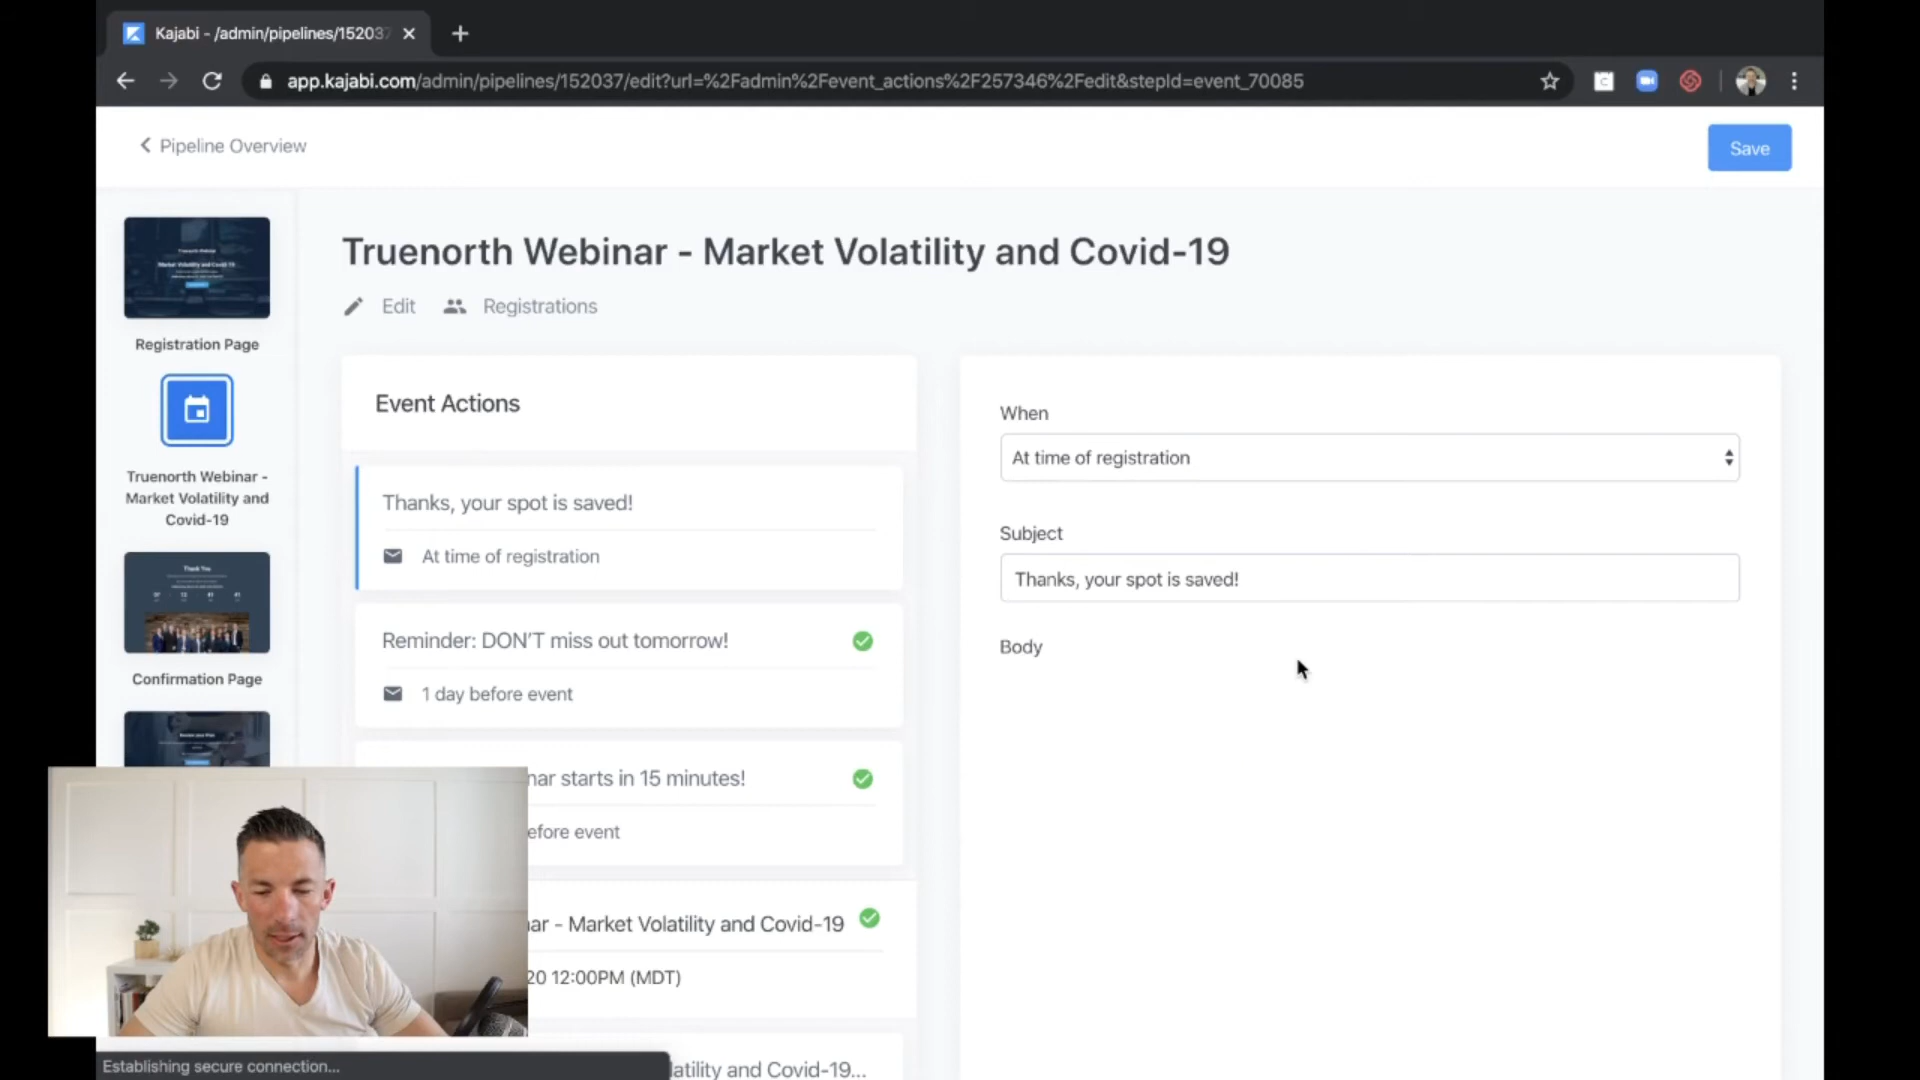 Kajabi - /admin/pipelines/15203
app.kajabi.com/admin/pipelines/152037/edit?url=%2Fadmin%2Fevent_actions%2F257346%2Fedit&stepId=event_70085
Pipeline Overview
Save
Registration Page
Truenorth Webinar -
Market Volatility and
Covid-19
Thank You
Confirmation Page
Truenorth Webinar - Market Volatility and Covid-19
Edit
Registrations
Event Actions
Thanks, your spot is saved!
At time of registration
Reminder: DON'T miss out tomorrow!
1 day before event
nar starts in 15 minutes!
efore event
ar - Market Volatility and Covid-19
20 12:00PM (MDT)
latility and Covid-19...
When
At time of registration
Subject
Thanks, your spot is saved!
Body
Establishing secure connection...